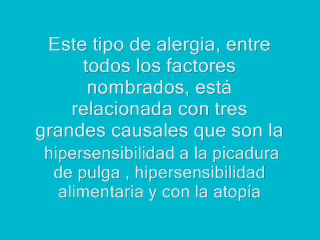 Este tipo de alergia, entre
todos los factores
nombrados, está
relacionada con tres
grandes causales que son la
hipersensibilidad a la picadura
de pulga , hipersensibilidad
alimentaria y con la atopía